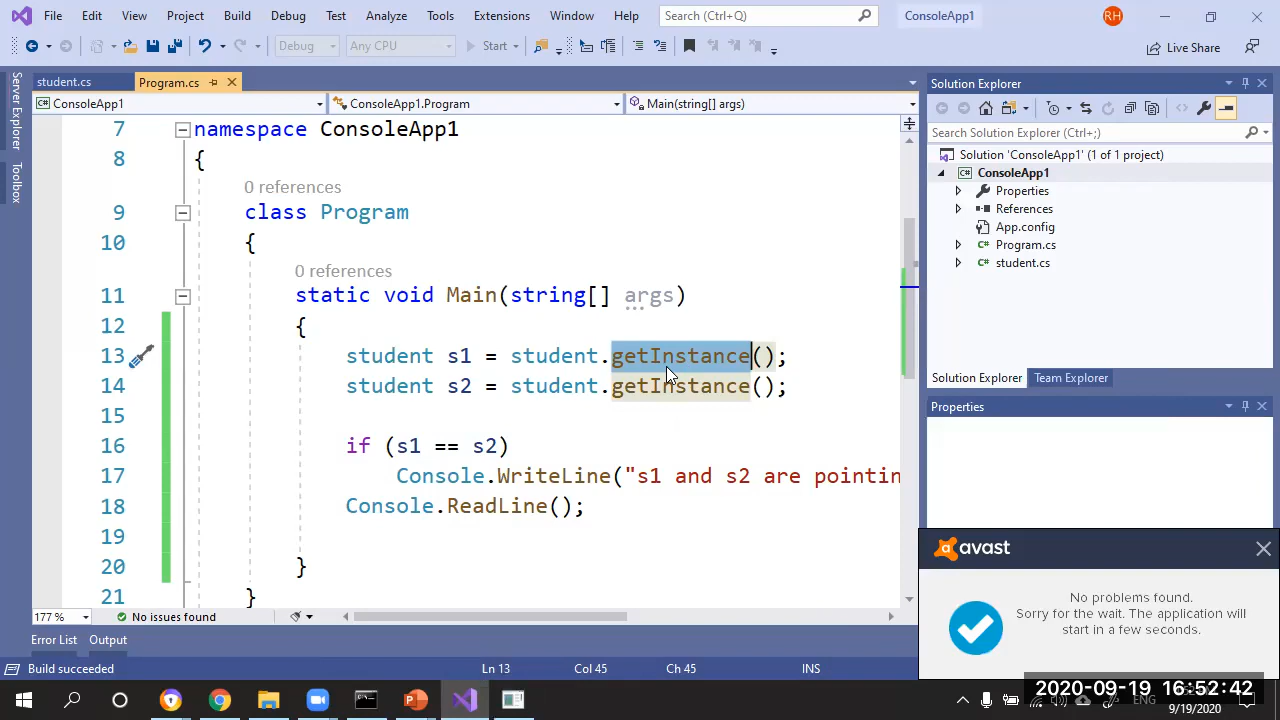 File Edit View Git Project Build Debug Test Analyze Tools Extensions Window Help Search (Ctrl+Q) ConsoleApp1 RH
Debug Any CPU Start Live Share
Server Explorer
Toolbox
student.cs Program.cs
ConsoleApp1 ConsoleApp1.Program Main(string[] args)
7 namespace ConsoleApp1
8 {
0 references
9 class Program
10 {
0 references
11 static void Main(string[] args)
12 {
13 student s1 = student.getInstance();
14 student s2 = student.getInstance();
15
16 if (s1 == s2)
17 Console.WriteLine("s1 and s2 are pointin
18 Console.ReadLine();
19
20 }
21 }
177 % No issues found
Error List Output
Build succeeded Ln 13 Col 45 Ch 45 INS
Solution Explorer
Search Solution Explorer (Ctrl+;)
Solution 'ConsoleApp1' (1 of 1 project)
ConsoleApp1
Properties
References
App.config
Program.cs
student.cs
Solution Explorer Team Explorer
Properties
avast
No problems found.
Sorry for the wait. The application will
start in a few seconds.
2020-09-19 16:52:42
ENG
9/19/2020